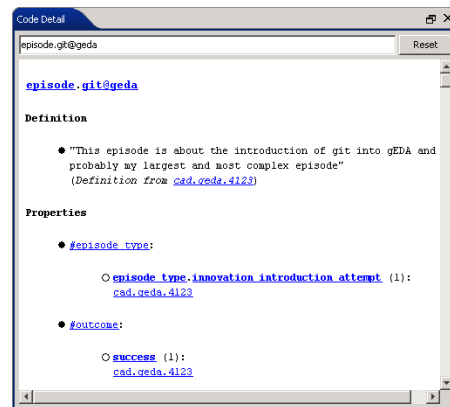 Code Detail
episode.git@geda
Reset
episode.git@geda
Definition
"This episode is about the introduction of git into gEDA and
probably my largest and most complex episode"
(Definition from cad.geda.4123)
Properties
#episode type:
episode type.innovation introduction attempt (1):
cad.geda.4123
#outcome:
success (1):
cad.geda.4123